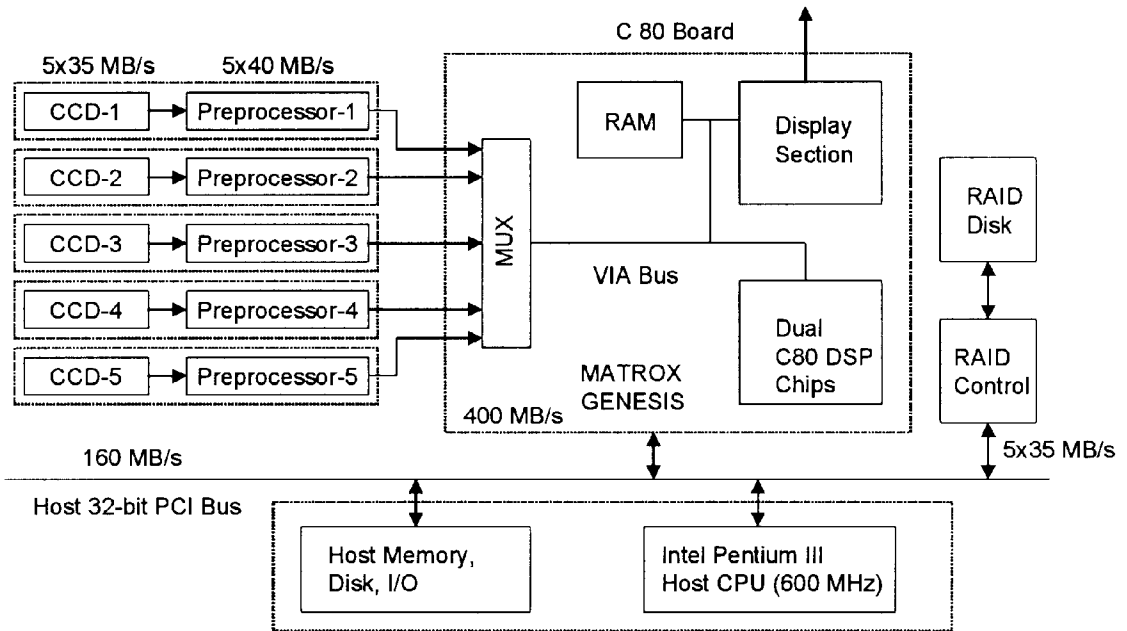 C 80 Board
5x35 MB/s
5x40 MB/s
CCD-1
Preprocessor-1
CCD-2
Preprocessor-2
CCD-3
Preprocessor-3
CCD-4
Preprocessor-4
CCD-5
Preprocessor-5
MUX
RAM
Display
Section
VIA Bus
Dual
C80 DSP
Chips
MATROX
GENESIS
400 MB/s
RAID
Disk
RAID
Control
5x35 MB/s
160 MB/s
Host 32-bit PCI Bus
Host Memory,
Disk, I/O
Intel Pentium III
Host CPU (600 MHz)